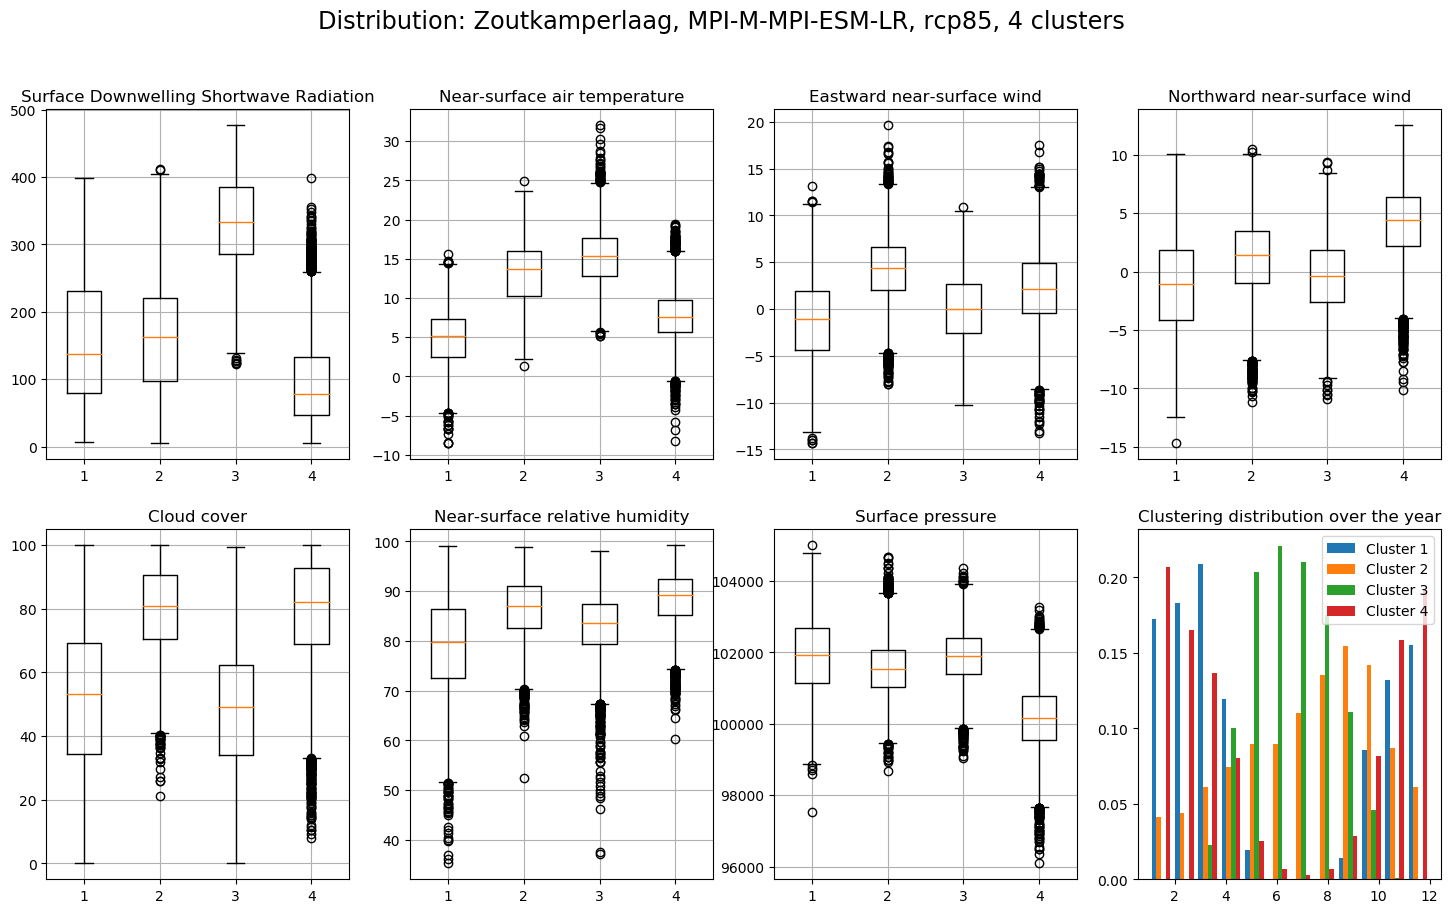 Distribution: Zoutkamperlaag, MPI-M-MPI-ESM-LR, rcp85, 4 clusters
Surface Downwelling Shortwave Radiation
500
400
300
200
100
0
1 2 3 4
Near-surface air temperature
30
25
20
15
10
5
0
−5
−10
1 2 3 4
Eastward near-surface wind
20
15
10
5
0
−5
−10
−15
1 2 3 4
Northward near-surface wind
10
5
0
−5
−10
−15
1 2 3 4
Cloud cover
100
80
60
40
20
0
1 2 3 4
Near-surface relative humidity
100
90
80
70
60
50
40
1 2 3 4
Surface pressure
104000
102000
100000
98000
96000
1 2 3 4
Clustering distribution over the year
Cluster 1
Cluster 2
Cluster 3
Cluster 4
0.20
0.15
0.10
0.05
0.00
2 4 6 8 10 12